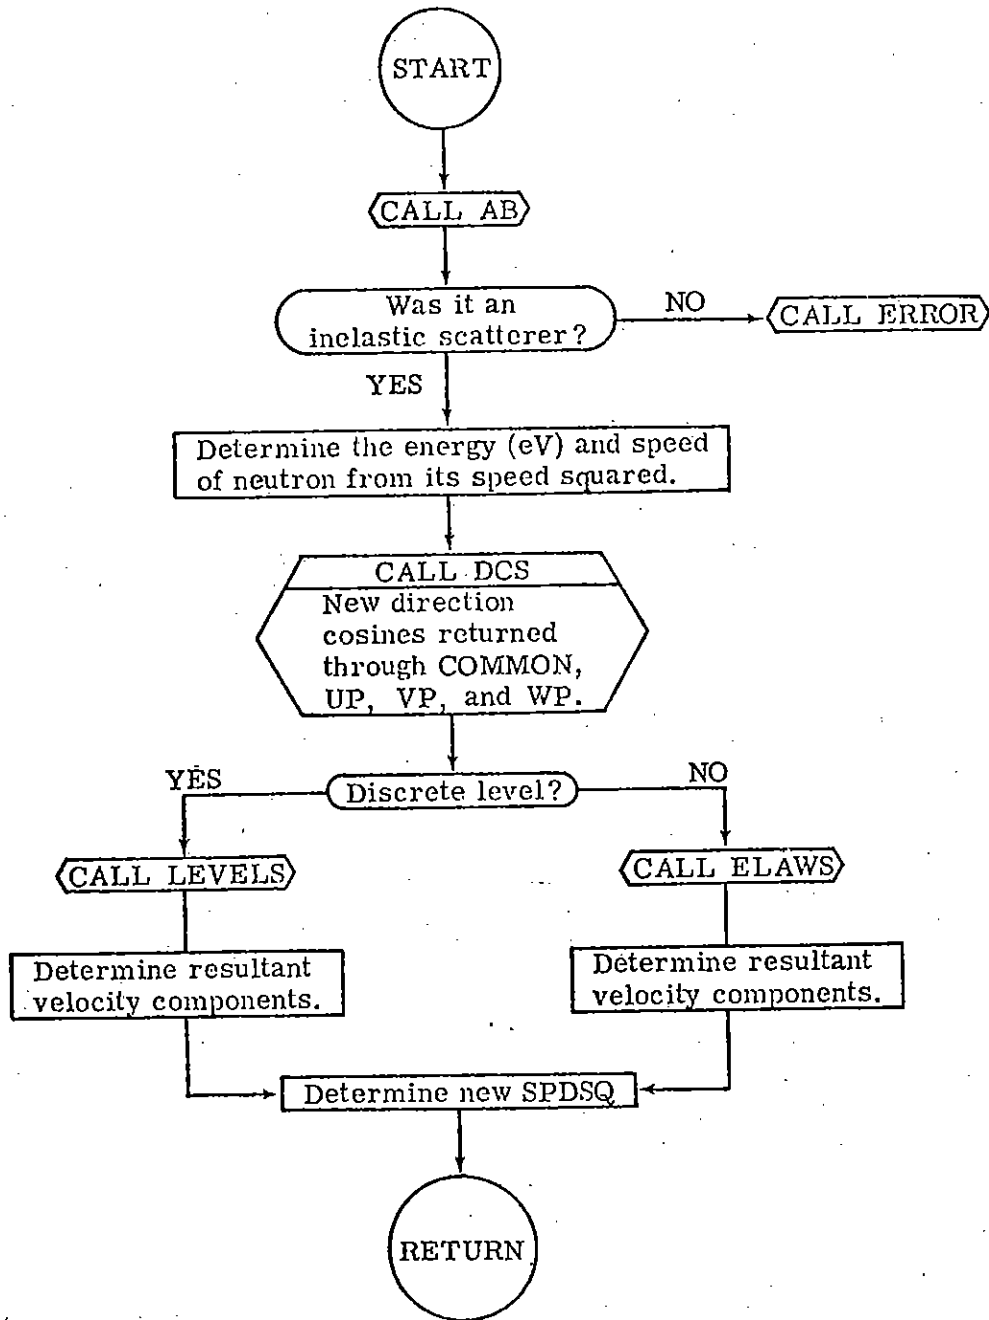 START
CALL AB
Was it an
inelastic scatterer?
NO
CALL ERROR
YES
Determine the energy (eV) and speed
of neutron from its speed squared.
CALL DCS
New direction
cosines returned
through COMMON,
UP, VP, and WP.
YES
Discrete level?
NO
CALL LEVELS
CALL ELAWS
Determine resultant
velocity components.
Determine resultant
velocity components.
Determine new SPDSQ
RETURN